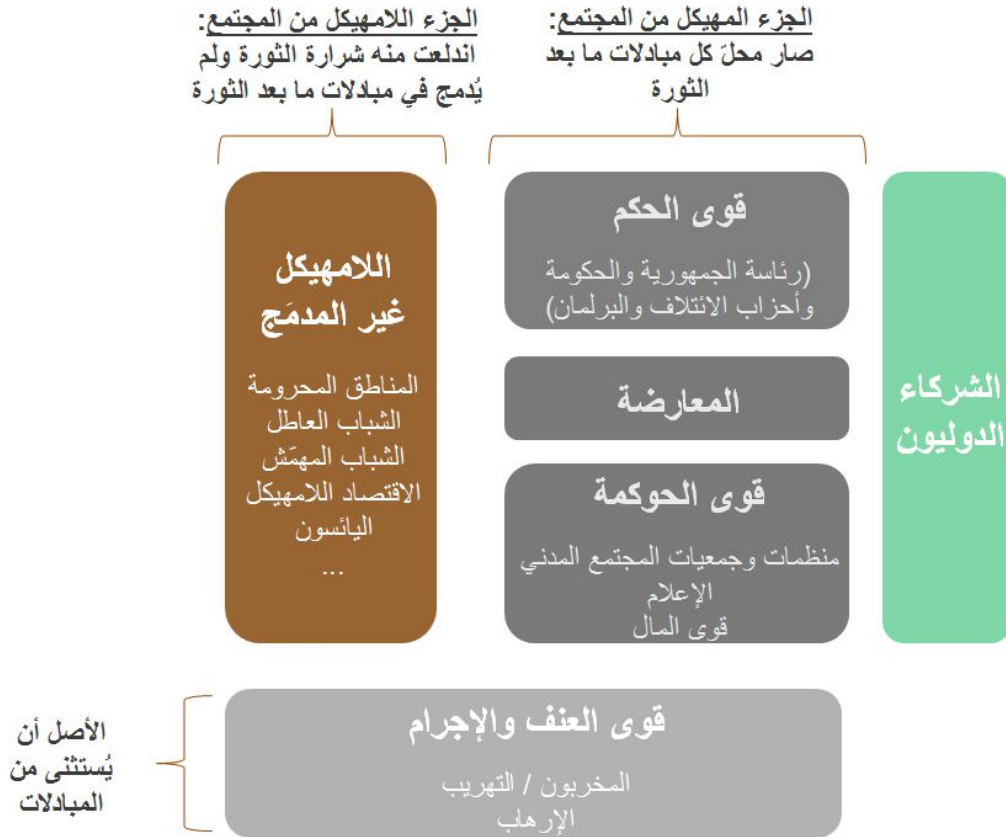 الجزء المهيكل من المجتمع:
صار محلّ كل مبادلات ما بعد
الثورة
الجزء اللامهيكل من المجتمع:
اندلعت منه شرارة الثورة ولم
يُدمج في مبادلات ما بعد الثورة
الشركاء
الدوليون
قوى الحكم
(رئاسة الجمهورية والحكومة
وأحزاب الائتلاف والبرلمان)
المعارضة
قوى الحوكمة
منظمات وجمعيات المجتمع المدني
الإعلام
قوى المال
اللامهيكل
غير المدمَج
المناطق المحرومة
الشباب العاطل
الشباب المهمّش
الاقتصاد اللامهيكل
اليائسون
...
قوى العنف والإجرام
المخربون / التهريب
الإرهاب
الأصل أن
يُستثنى من
المبادلات